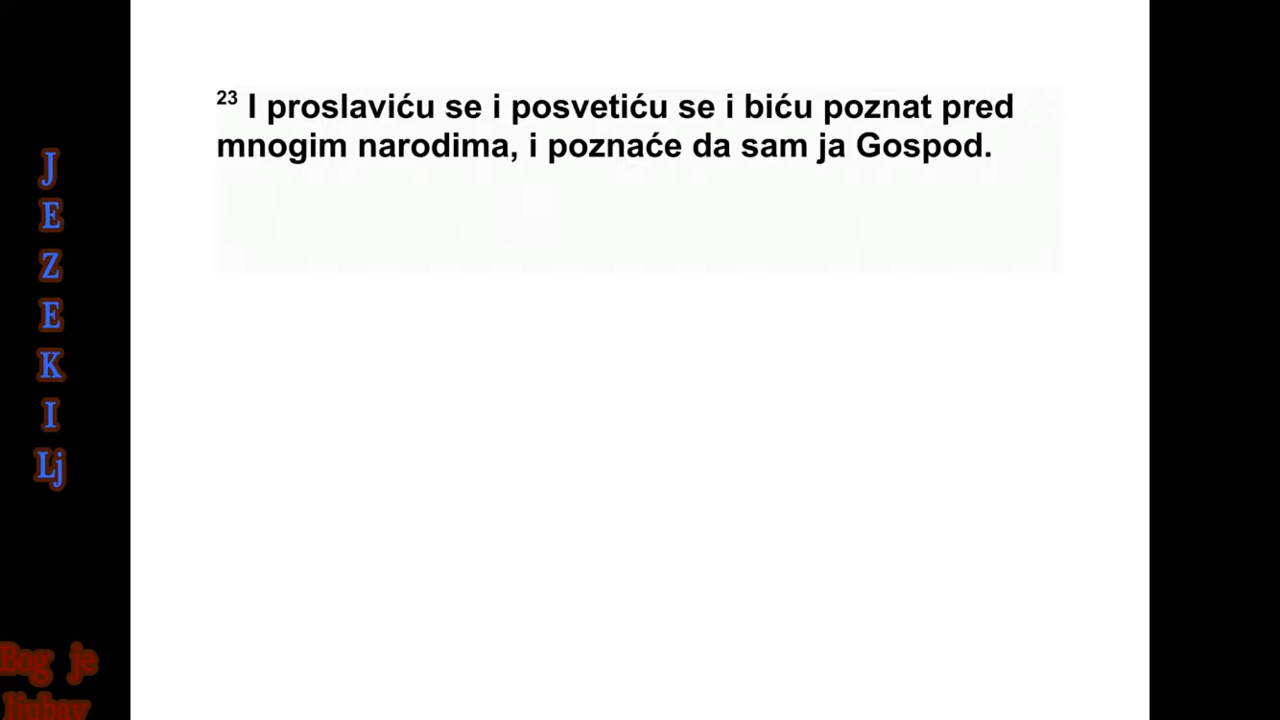 23 I proslaviću se i posvetiću se i biću poznat pred
mnogim narodima, i poznaće da sam ja Gospod.
J
E
Z
E
K
I
Lj
Bog je
ljubav